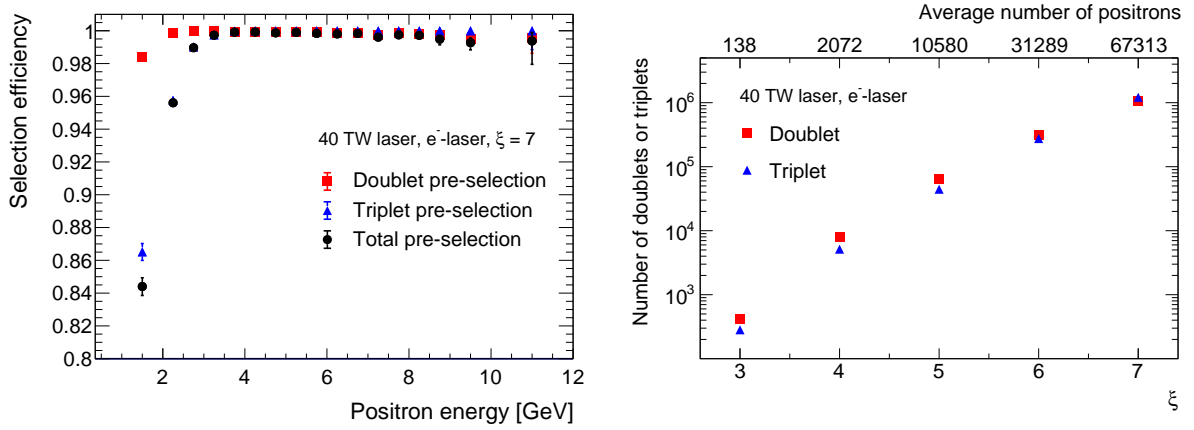 Selection efficiency
1
0.98
0.96
0.94
0.92
0.9
0.88
0.86
0.84
0.82
0.8
40 TW laser, e⁻-laser, ξ = 7
Doublet pre-selection
Triplet pre-selection
Total pre-selection
2 4 6 8 10 12
Positron energy [GeV]
Average number of positrons
138 2072 10580 31289 67313
Number of doublets or triplets
10⁶
10⁵
10⁴
10³
40 TW laser, e⁻-laser
Doublet
Triplet
3 4 5 6 7
ξ